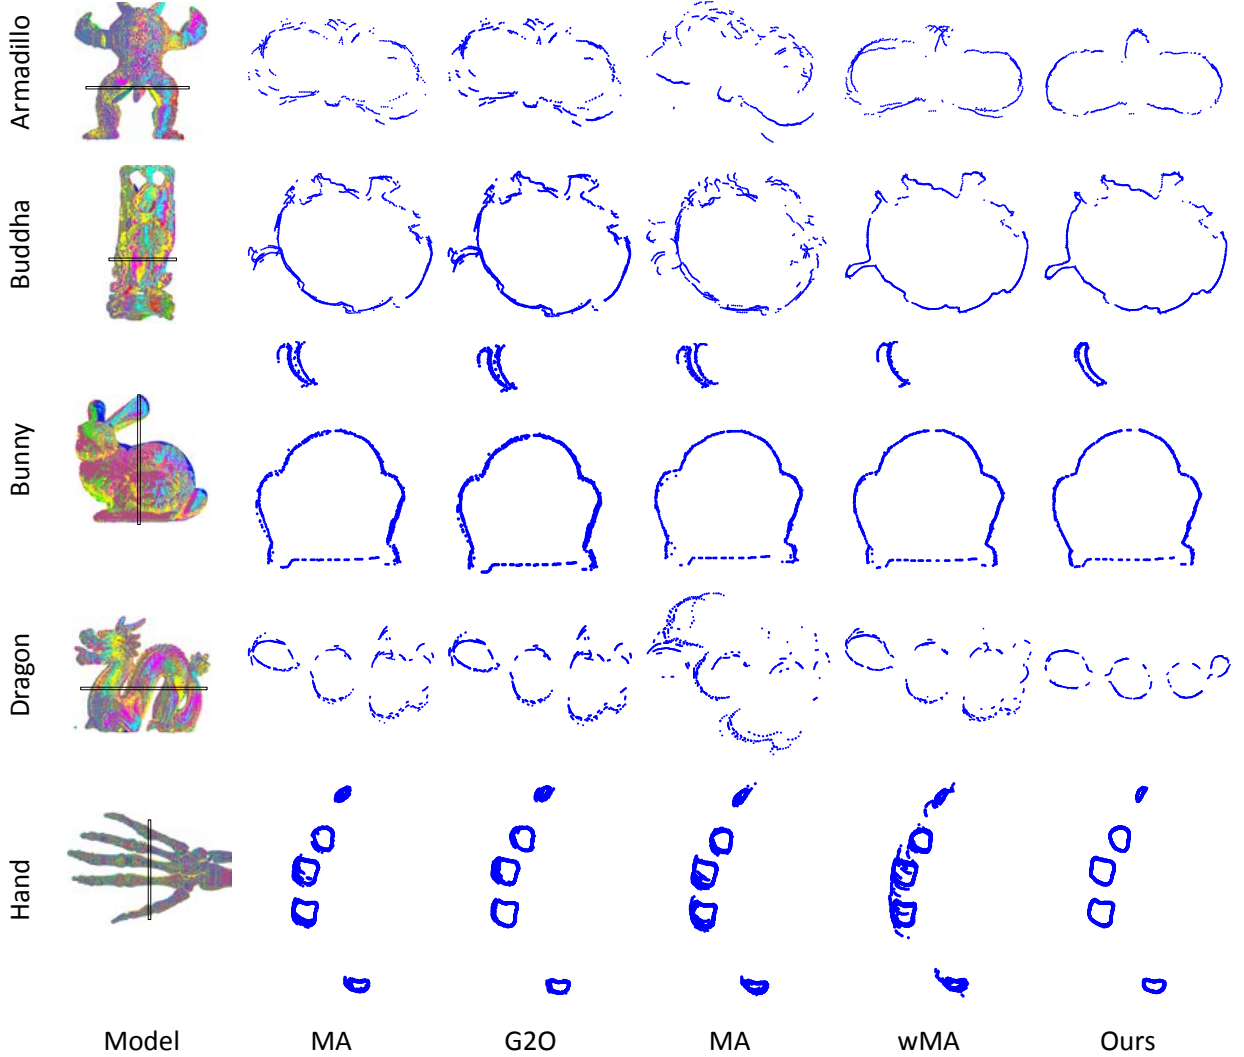 Armadillo
Buddha
Bunny
Dragon
Hand
Model MA G2O MA wMA Ours